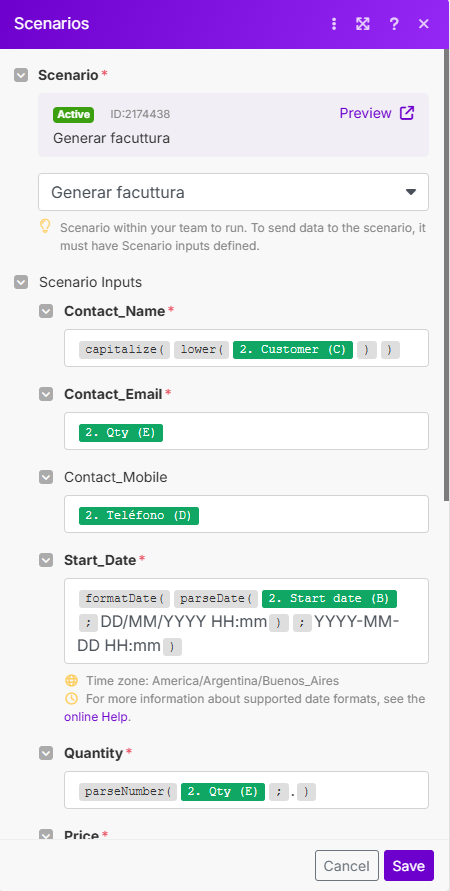 Scenarios
Scenario*
Active ID:2174438 Preview
Generar facuttura
Generar facuttura
Scenario within your team to run. To send data to the scenario, it
must have Scenario inputs defined.
Scenario Inputs
Contact_Name*
capitalize( lower( 2. Customer (C) ) )
Contact_Email*
2. Qty (E)
Contact_Mobile
2. Teléfono (D)
Start_Date*
formatDate( parseDate( 2. Start date (B)
; DD/MM/YYYY HH:mm ) ; YYYY-MM-
DD HH:mm )
Time zone: America/Argentina/Buenos_Aires
For more information about supported date formats, see the
online Help.
Quantity*
parseNumber( 2. Qty (E) ; . )
Price*
Cancel Save